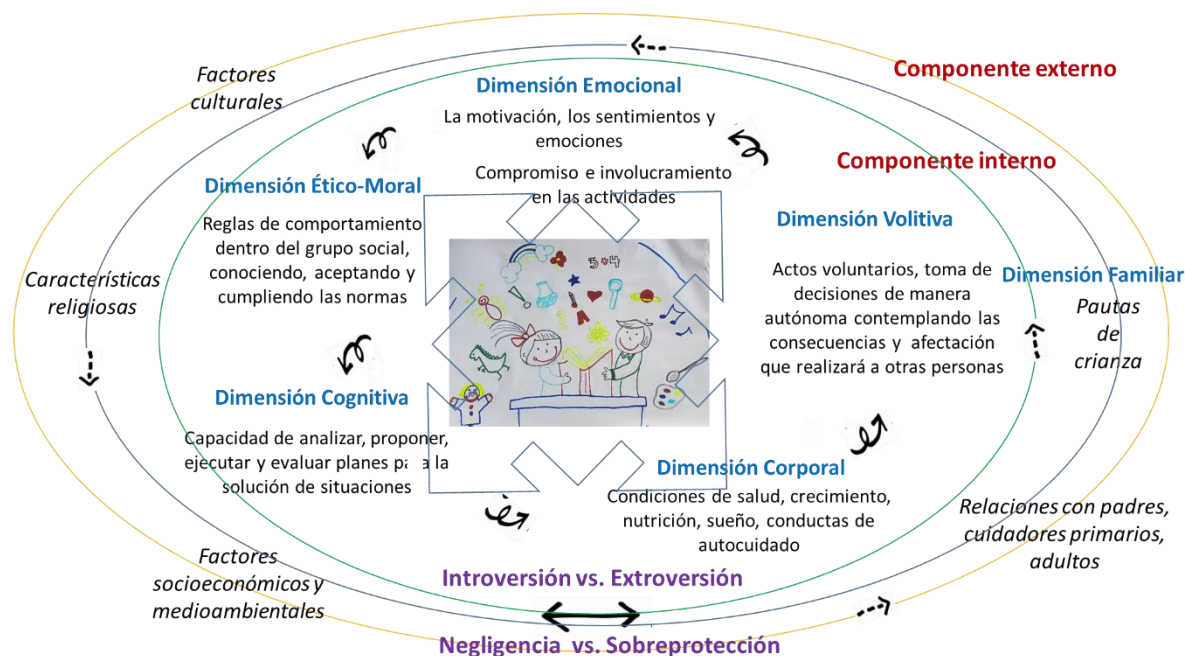 Componente externo
Factores
culturales
Dimensión Emocional
La motivación, los sentimientos y
emociones
Compromiso e involucramiento
en las actividades
Componente interno
Dimensión Ético-Moral
Reglas de comportamiento
dentro del grupo social,
conociendo, aceptando y
cumpliendo las normas
Dimensión Volitiva
Actos voluntarios, toma de
decisiones de manera
autónoma contemplando las
consecuencias y afectación
que realizará a otras personas
Características
religiosas
Dimensión Familiar
Pautas
de
crianza
5+4
Dimensión Cognitiva
Capacidad de analizar, proponer,
ejecutar y evaluar planes para la
solución de situaciones
Dimensión Corporal
Condiciones de salud, crecimiento,
nutrición, sueño, conductas de
autocuidado
Relaciones con padres,
cuidadores primarios,
adultos
Factores
socioeconómicos y
medioambientales
Introversión vs. Extroversión
Negligencia vs. Sobreprotección